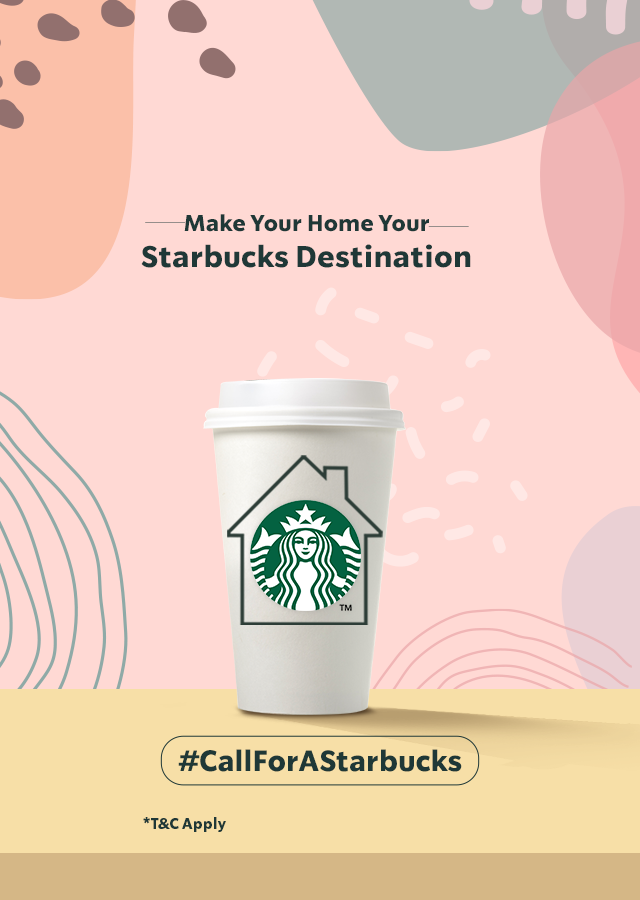 Make Your Home Your
Starbucks Destination
TM
#CallForAStarbucks
*T&C Apply